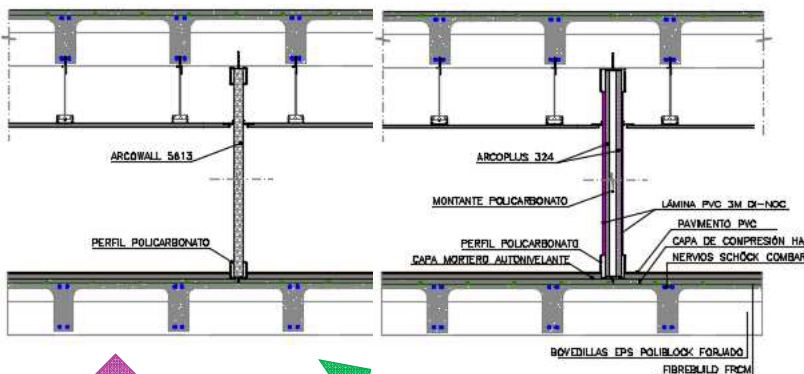 ARCOWALL 5613
PERFIL POLICARBONATO
ARCOPLUS 324
MONTANTE POLICARBONATO
LÁMINA PVC 3M DI-NOC
PAVIMENTO PVC
PERFIL POLICARBONATO
CAPA DE COMPRESIÓN HA
CAPA MORTERO AUTONIVELANTE
NERVIOS SCHÖCK COMBAR
BOVEDILLAS EPS POLIBLOCK FORJADO
FIBREBUILD FRCM